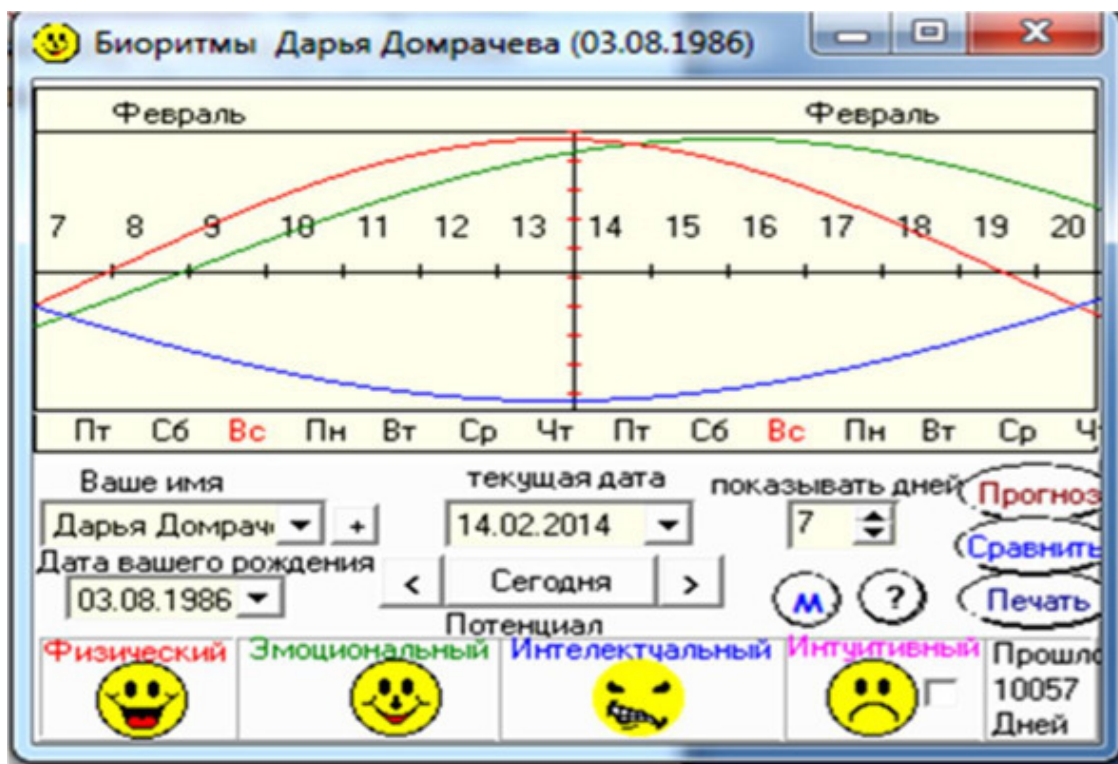 Биоритмы Дарья Домрачева (03.08.1986)
Февраль Февраль
7 8 9 10 11 12 13 14 15 16 17 18 19 20
Пт Сб Вс Пн Вт Ср Чт Пт Сб Вс Пн Вт Ср Ч
Ваше имя текущая дата показывать дней Прогноз
Дарья Домрач + 14.02.2014 7
Сравнить
Дата вашего рождения < Сегодня >
03.08.1986 м ? Печать
Потенциал
Физический Эмоциональный Интелектуальный Интуитивный Прошло
10057
Дней